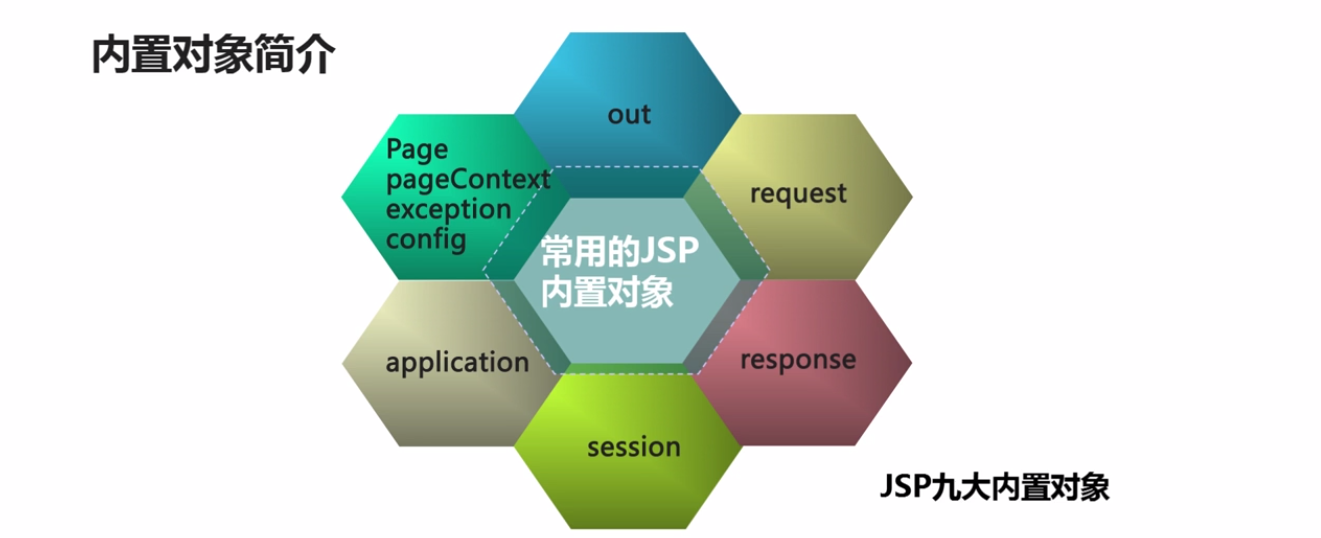 内置对象简介
out
Page
pageContext
exception
config
request
常用的JSP
内置对象
application
response
session
JSP九大内置对象